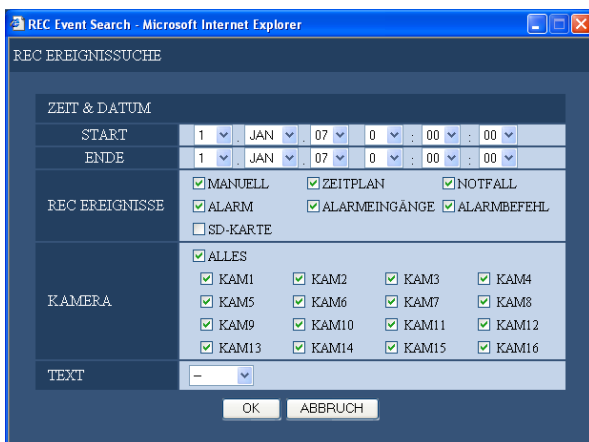 REC Event Search - Microsoft Internet Explorer
REC EREIGNISSUCHE
ZEIT & DATUM
START 1 . JAN . 07 0 : 00 : 00
ENDE 1 . JAN . 07 0 : 00 : 00
REC EREIGNISSE
MANUELL ZEITPLAN NOTFALL
ALARM ALARMEINGÄNGE ALARMBEFEHL
SD-KARTE
KAMERA
ALLES
KAM1 KAM2 KAM3 KAM4
KAM5 KAM6 KAM7 KAM8
KAM9 KAM10 KAM11 KAM12
KAM13 KAM14 KAM15 KAM16
TEXT --
OK ABBRUCH